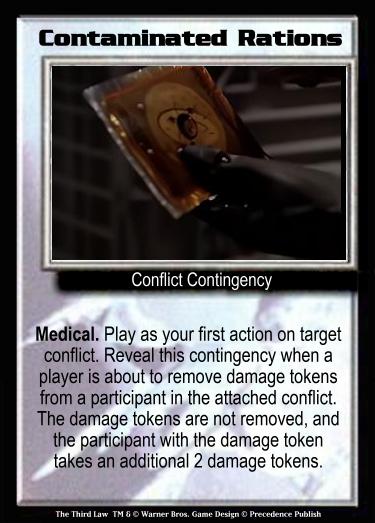 Contaminated Rations
Conflict Contingency
Medical. Play as your first action on target
conflict. Reveal this contingency when a
player is about to remove damage tokens
from a participant in the attached conflict.
The damage tokens are not removed, and
the participant with the damage token
takes an additional 2 damage tokens.
The Third Law TM & © Warner Bros. Game Design © Precedence Publish